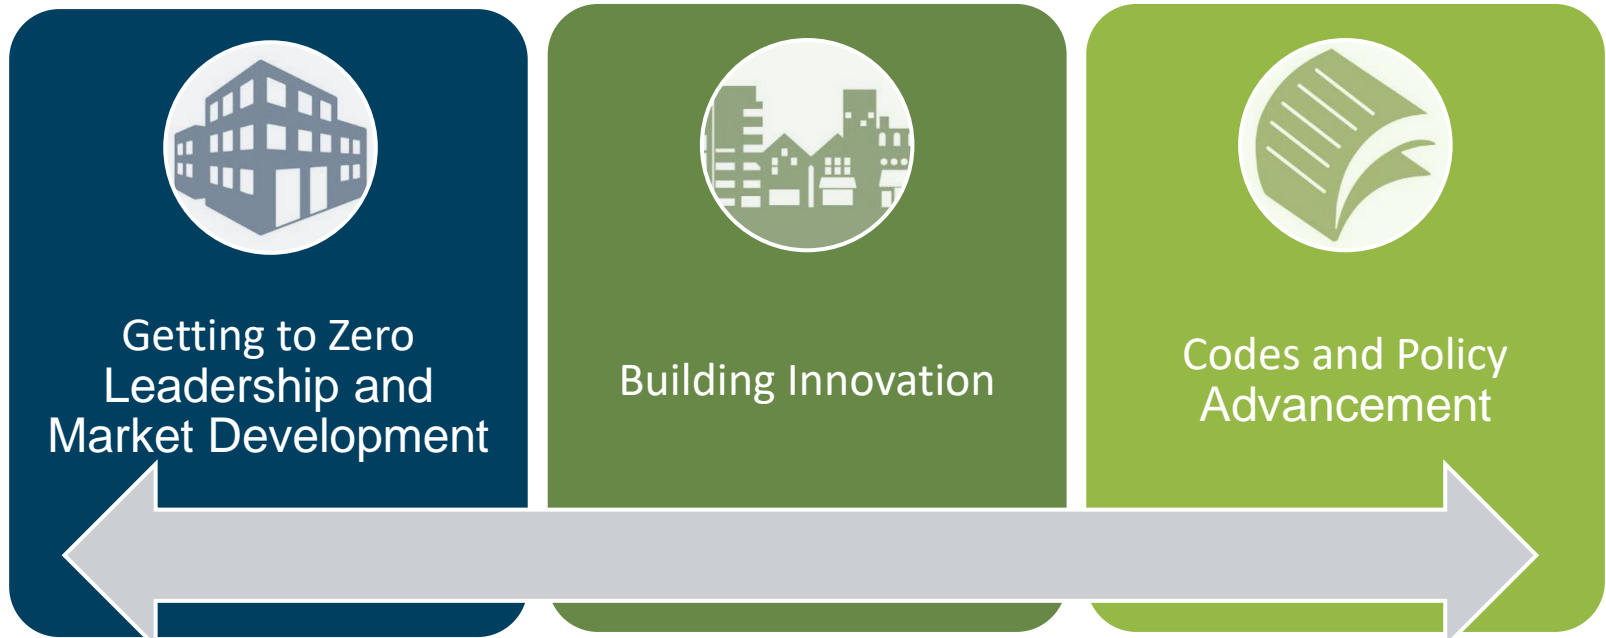 Getting to Zero
Leadership and
Market Development
Building Innovation
Codes and Policy
Advancement